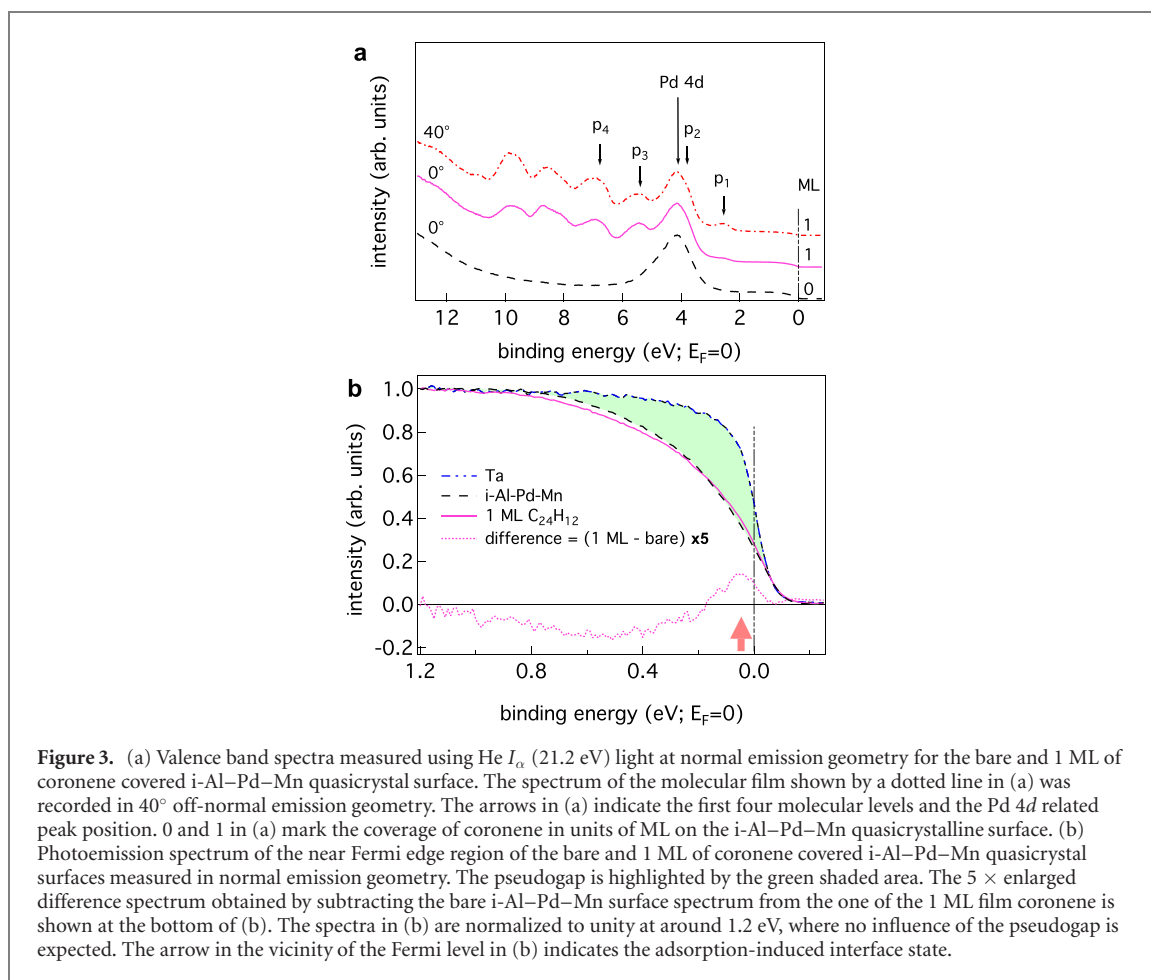 a
intensity (arb. units)
Pd 4d
40°
p4
p3
p2
p1
ML
0°
0°
1
1
0
12 10 8 6 4 2 0
binding energy (eV; EF=0)
b
intensity (arb. units)
1.0
0.8
0.6
0.4
0.2
0.0
-0.2
Ta
i-Al-Pd-Mn
1 ML C24H12
difference = (1 ML - bare) x5
1.2 0.8 0.4 0.0
binding energy (eV; EF=0)
Figure 3. (a) Valence band spectra measured using He Iα (21.2 eV) light at normal emission geometry for the bare and 1 ML of
coronene covered i-Al–Pd–Mn quasicrystal surface. The spectrum of the molecular film shown by a dotted line in (a) was
recorded in 40° off-normal emission geometry. The arrows in (a) indicate the first four molecular levels and the Pd 4d related
peak position. 0 and 1 in (a) mark the coverage of coronene in units of ML on the i-Al–Pd–Mn quasicrystalline surface. (b)
Photoemission spectrum of the near Fermi edge region of the bare and 1 ML of coronene covered i-Al–Pd–Mn quasicrystal
surfaces measured in normal emission geometry. The pseudogap is highlighted by the green shaded area. The 5 × enlarged
difference spectrum obtained by subtracting the bare i-Al–Pd–Mn surface spectrum from the one of the 1 ML film coronene is
shown at the bottom of (b). The spectra in (b) are normalized to unity at around 1.2 eV, where no influence of the pseudogap is
expected. The arrow in the vicinity of the Fermi level in (b) indicates the adsorption-induced interface state.